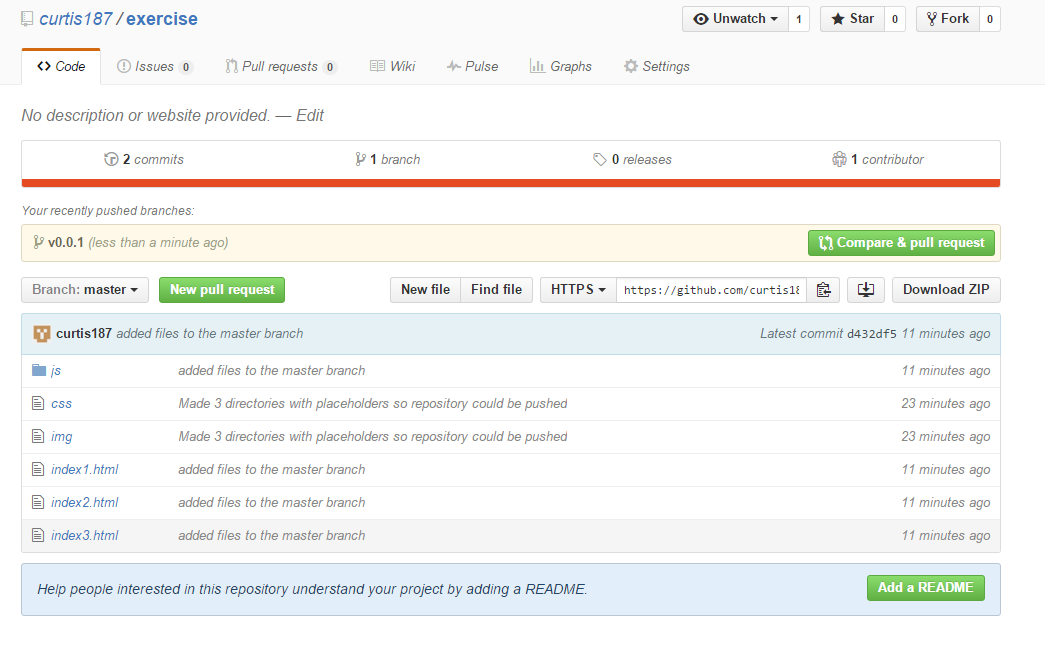 curtis187 / exercise Unwatch 1 Star 0 Fork 0
Code Issues 0 Pull requests 0 Wiki Pulse Graphs Settings
No description or website provided. — Edit
2 commits 1 branch 0 releases 1 contributor
Your recently pushed branches:
v0.0.1 (less than a minute ago) Compare & pull request
Branch: master New pull request New file Find file HTTPS https://github.com/curtis18 Download ZIP
curtis187 added files to the master branch Latest commit d432df5 11 minutes ago
js added files to the master branch 11 minutes ago
css Made 3 directories with placeholders so repository could be pushed 23 minutes ago
img Made 3 directories with placeholders so repository could be pushed 23 minutes ago
index1.html added files to the master branch 11 minutes ago
index2.html added files to the master branch 11 minutes ago
index3.html added files to the master branch 11 minutes ago
Help people interested in this repository understand your project by adding a README. Add a README